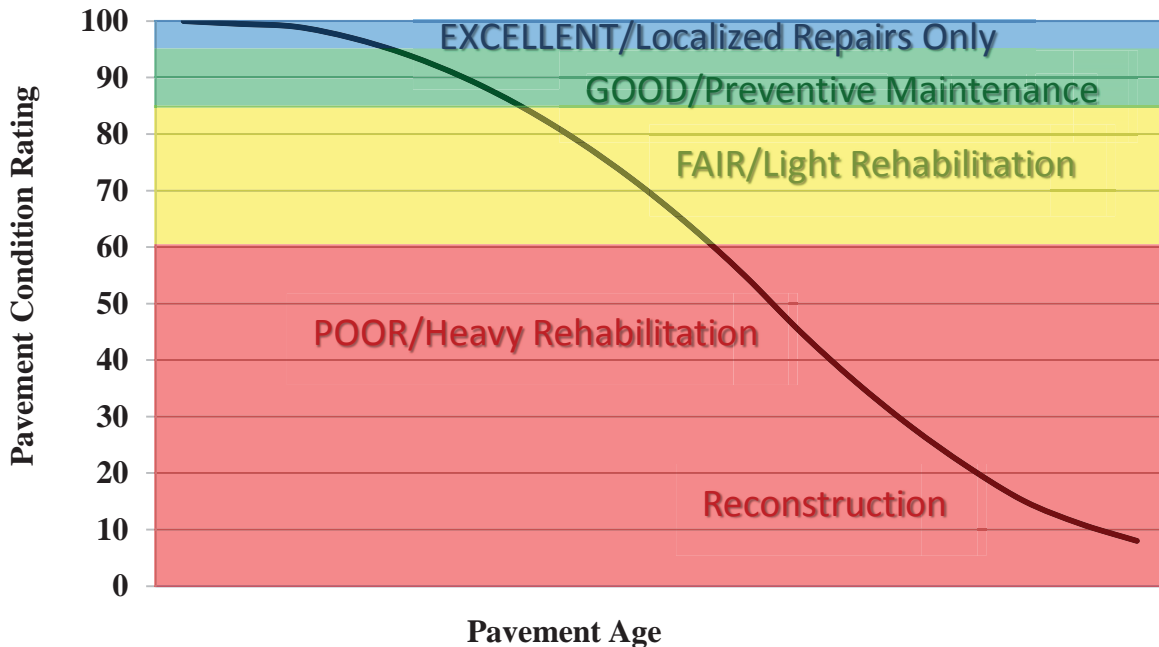 Pavement Condition Rating
100
90
80
70
60
50
40
30
20
10
0
EXCELLENT/Localized Repairs Only
GOOD/Preventive Maintenance
FAIR/Light Rehabilitation
POOR/Heavy Rehabilitation
Reconstruction
Pavement Age